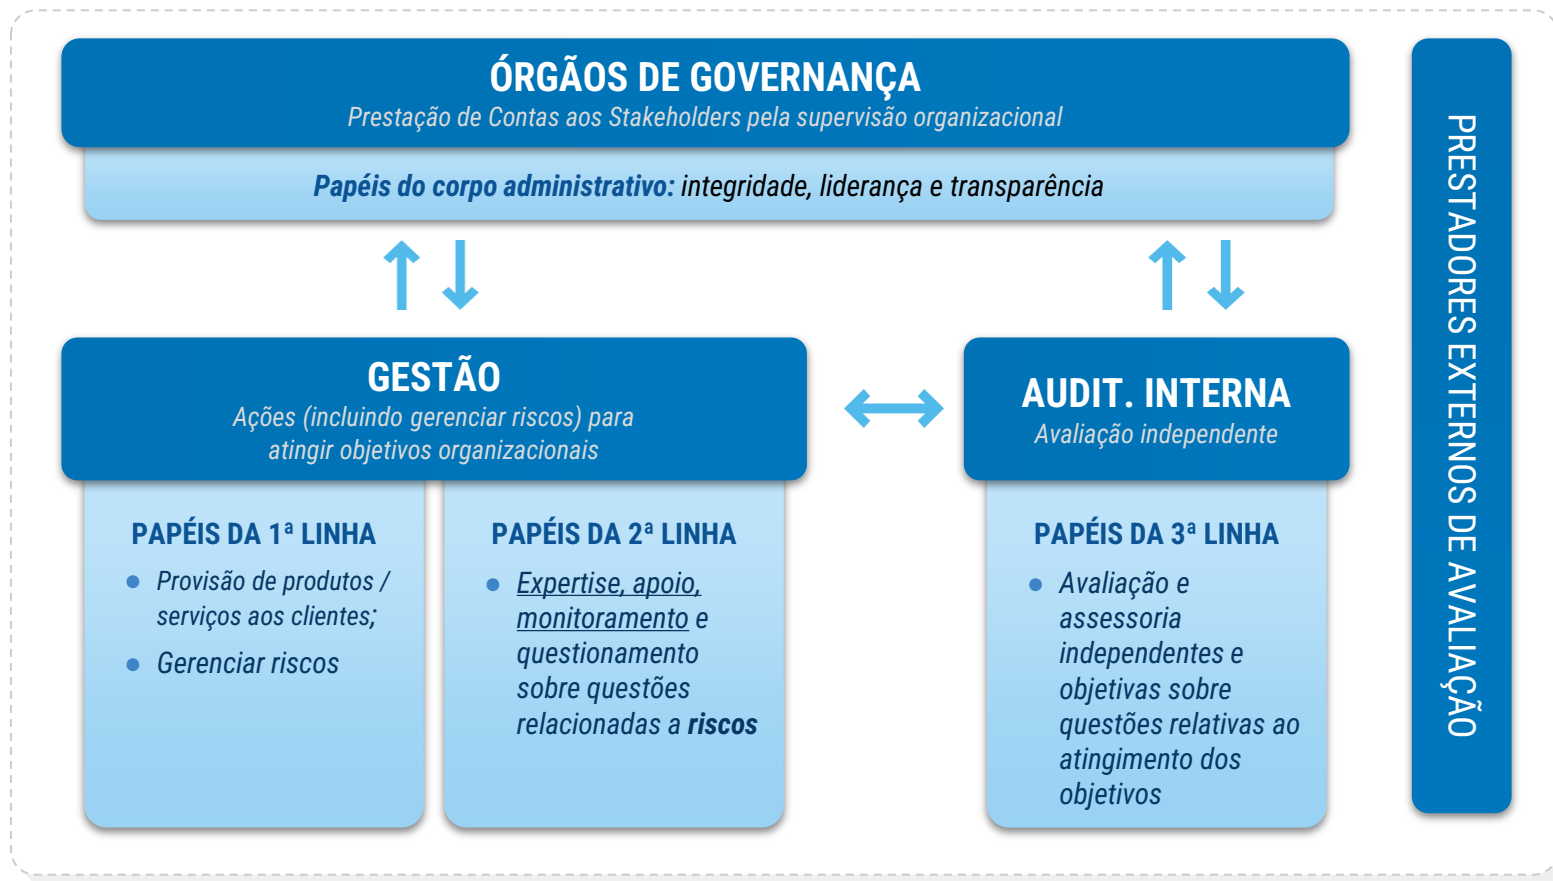 ÓRGÃOS DE GOVERNANÇA
Prestação de Contas aos Stakeholders pela supervisão organizacional
Papéis do corpo administrativo: integridade, liderança e transparência
GESTÃO
Ações (incluindo gerenciar riscos) para
atingir objetivos organizacionais
PAPÉIS DA 1ª LINHA
Provisão de produtos /
serviços aos clientes;
Gerenciar riscos
PAPÉIS DA 2ª LINHA
Expertise, apoio,
monitoramento e
questionamento
sobre questões
relacionadas a riscos
AUDIT. INTERNA
Avaliação independente
PAPÉIS DA 3ª LINHA
Avaliação e
assessoria
independentes e
objetivas sobre
questões relativas ao
atingimento dos
objetivos
PRESTADORES EXTERNOS DE AVALIAÇÃO